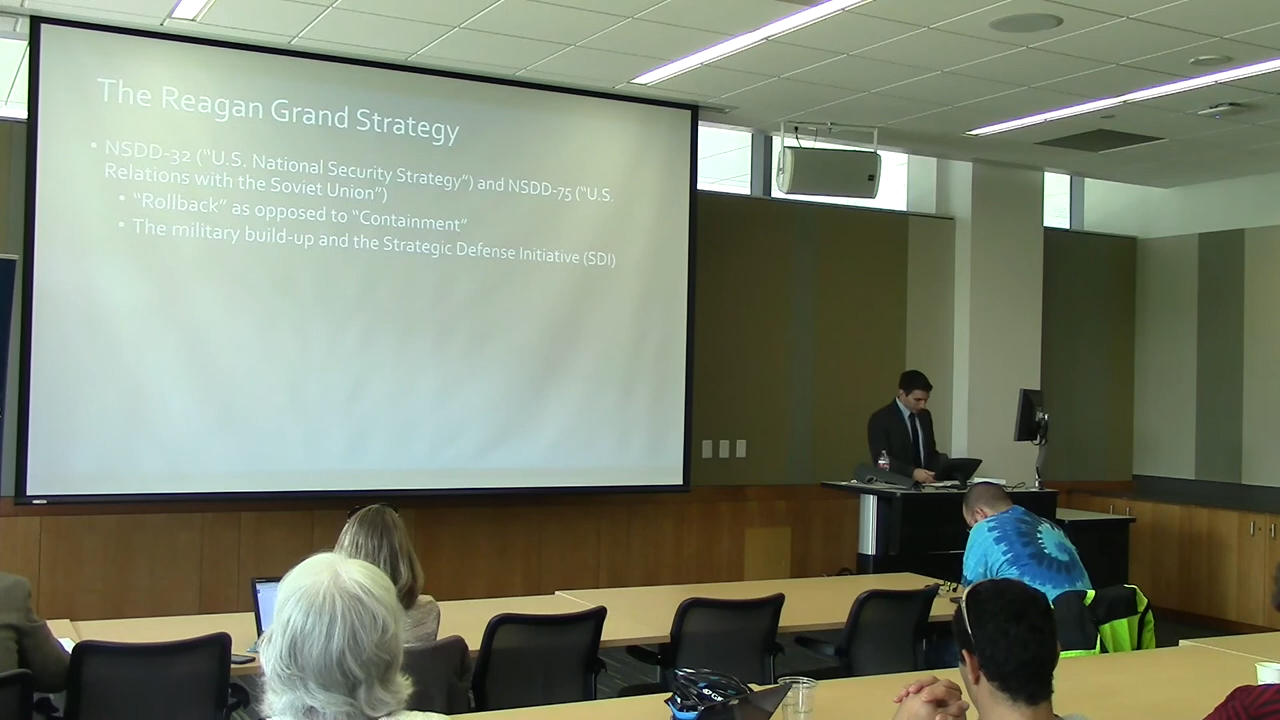 The Reagan Grand Strategy
• NSDD-32 (“U.S. National Security Strategy”) and NSDD-75 (“U.S.
Relations with the Soviet Union”)
• “Rollback” as opposed to “Containment”
• The military build-up and the Strategic Defense Initiative (SDI)